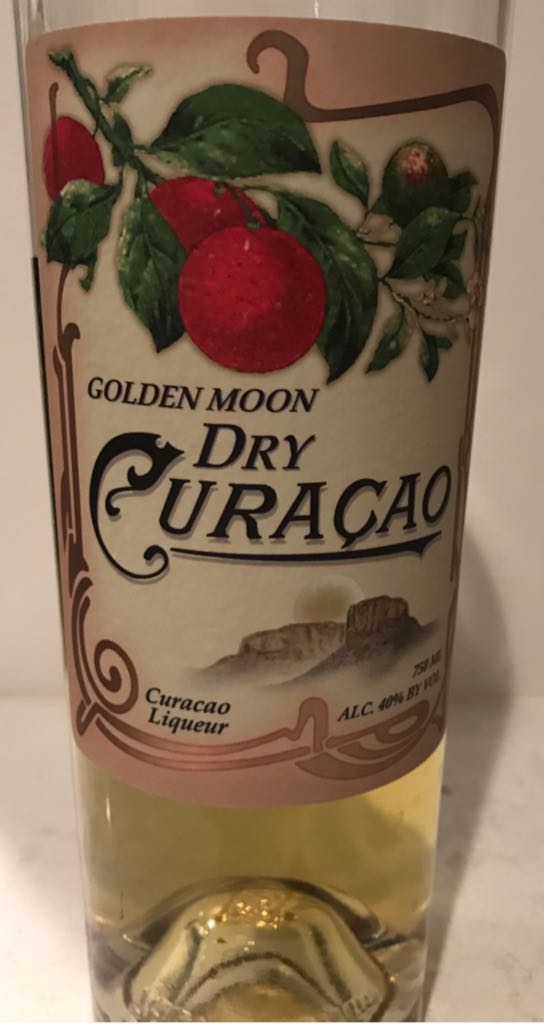 GOLDEN MOON
DRY
CURAÇAO
Curacao
Liqueur
750 ML
ALC. 40% BY VOL.